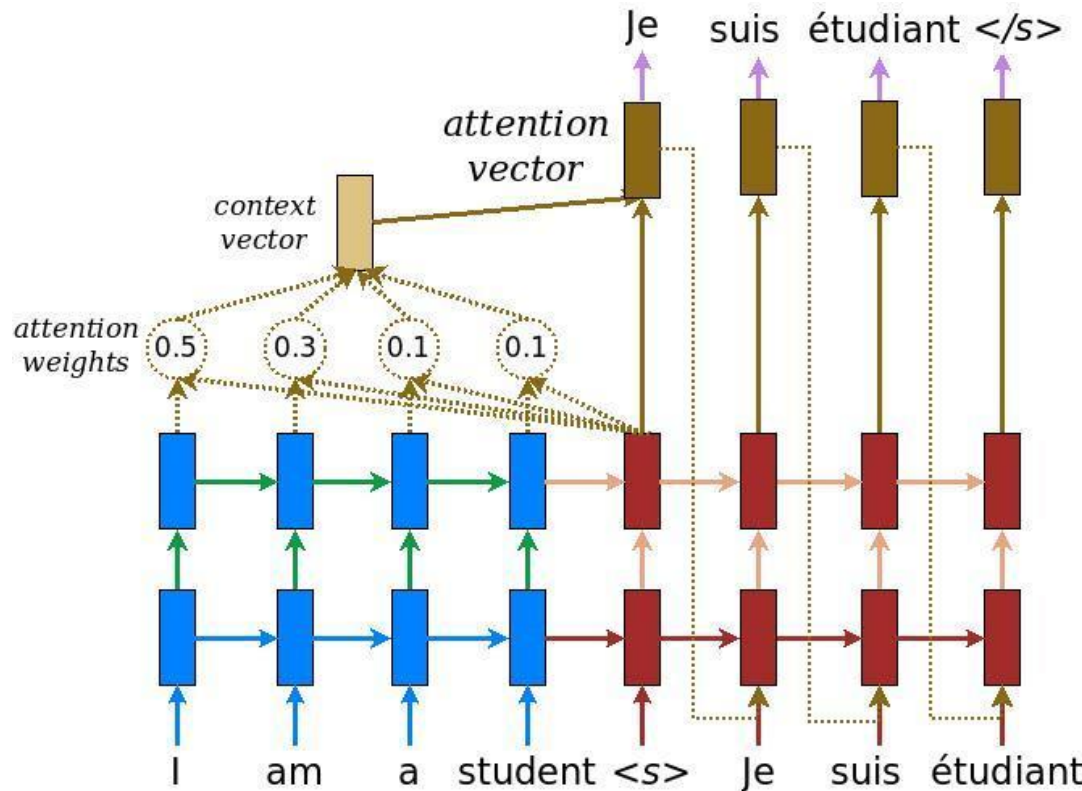 Je suis étudiant </s>
attention
vector
context
vector
attention
weights
0.5 0.3 0.1 0.1
I am a student <s> Je suis étudiant